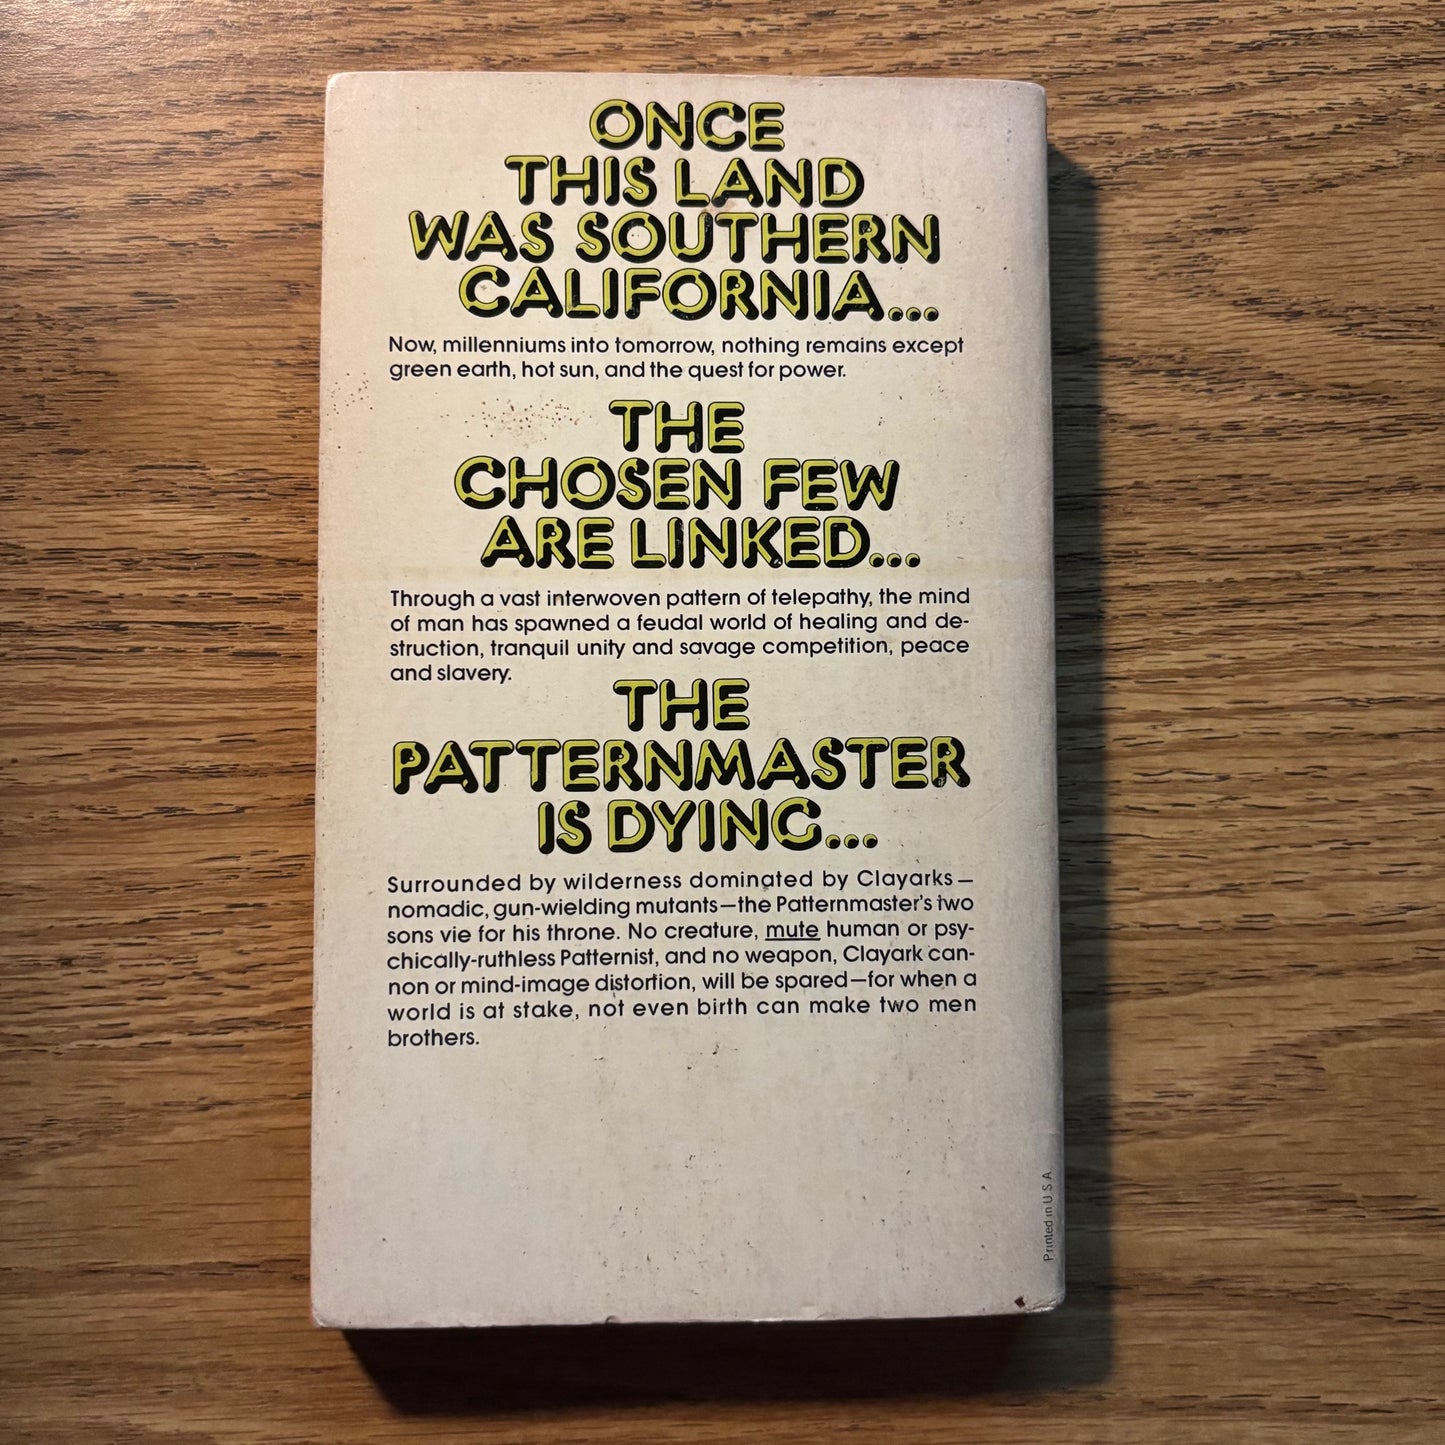 ONCE
THIS LAND
WAS SOUTHERN
CALIFORNIA...
Now, millenniums into tomorrow, nothing remains except
green earth, hot sun, and the quest for power.
THE
CHOSEN FEW
ARE LINKED...
Through a vast interwoven pattern of telepathy, the mind
of man has spawned a feudal world of healing and de-
struction, tranquil unity and savage competition, peace
and slavery.
THE
PATTERNMASTER
IS DYING...
Surrounded by wilderness dominated by Clayarks—
nomadic, gun-wielding mutants—the Patternmaster's two
sons vie for his throne. No creature, mute human or psy-
chically-ruthless Patternist, and no weapon, Clayark can-
non or mind-image distortion, will be spared—for when a
world is at stake, not even birth can make two men
brothers.
Printed in U S A